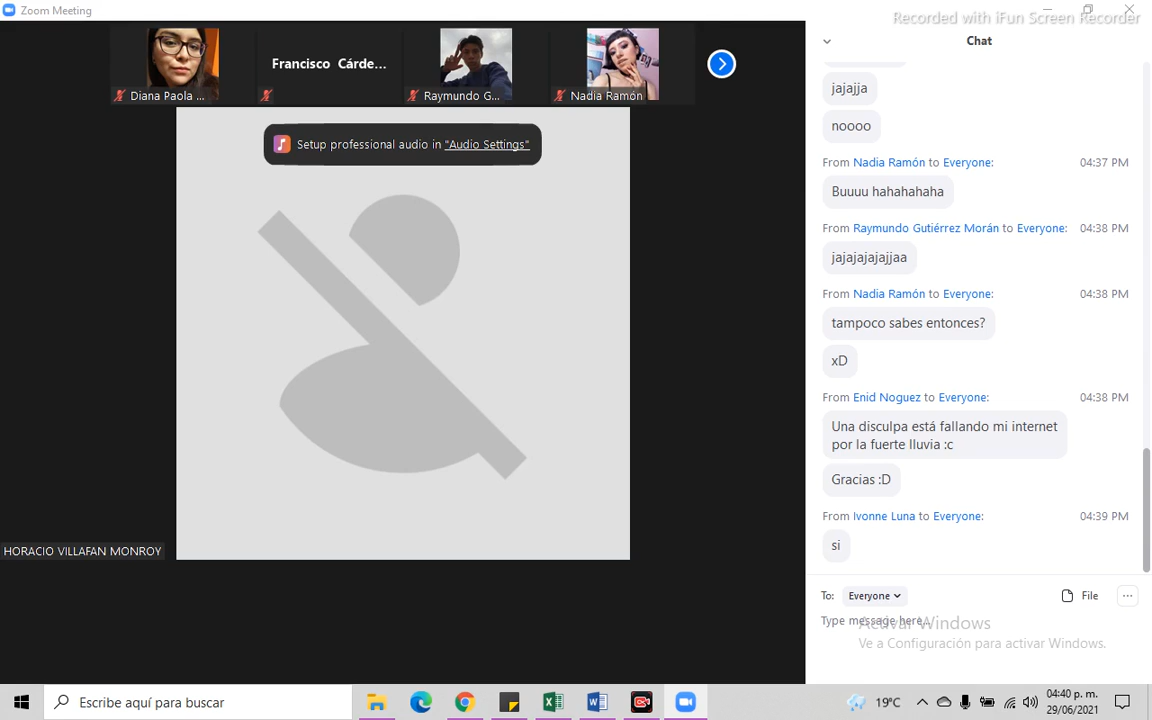 Zoom Meeting
Recorded with iFun Screen Recorder
Diana Paola ...
Francisco Cárde...
Raymundo G...
Nadia Ramón
Setup professional audio in "Audio Settings"
HORACIO VILLAFAN MONROY
Chat
jajajja
noooo
From Nadia Ramón to Everyone: 04:37 PM
Buuuu hahahahaha
From Raymundo Gutiérrez Morán to Everyone: 04:38 PM
jajajajajajjaa
From Nadia Ramón to Everyone: 04:38 PM
tampoco sabes entonces?
xD
From Enid Noguez to Everyone: 04:38 PM
Una disculpa está fallando mi internet
por la fuerte lluvia :c
Gracias :D
From Ivonne Luna to Everyone: 04:39 PM
si
To: Everyone File
Type message here...
Activar Windows
Ve a Configuración para activar Windows.
Escribe aquí para buscar
19°C
04:40 p. m.
29/06/2021